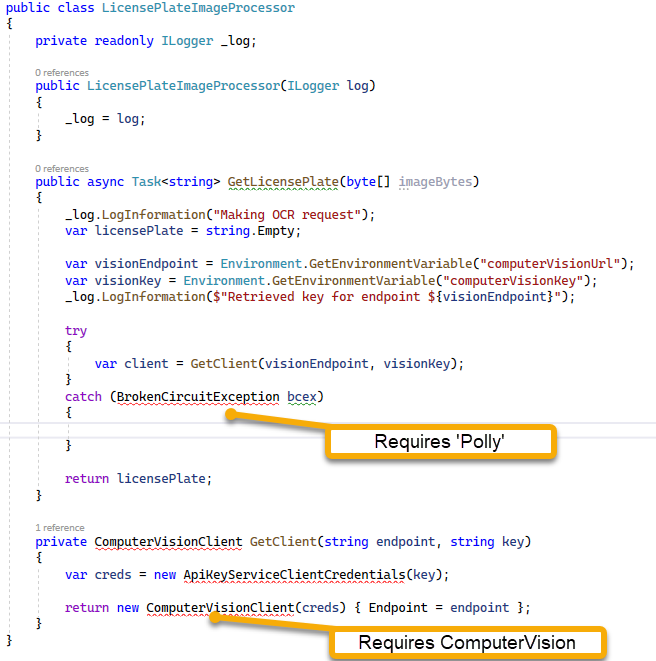 public class LicensePlateImageProcessor
{
private readonly ILogger _log;
0 references
public LicensePlateImageProcessor(ILogger log)
{
_log = log;
}
0 references
public async Task<string> GetLicensePlate(byte[] imageBytes)
{
_log.LogInformation("Making OCR request");
var licensePlate = string.Empty;
var visionEndpoint = Environment.GetEnvironmentVariable("computerVisionUrl");
var visionKey = Environment.GetEnvironmentVariable("computerVisionKey");
_log.LogInformation($"Retrieved key for endpoint ${visionEndpoint}");
try
{
var client = GetClient(visionEndpoint, visionKey);
}
catch (BrokenCircuitException bcex)
{
Requires 'Polly'
}
return licensePlate;
}
1 reference
private ComputerVisionClient GetClient(string endpoint, string key)
{
var creds = new ApiKeyServiceClientCredentials(key);
return new ComputerVisionClient(creds) { Endpoint = endpoint };
}
Requires ComputerVision
}